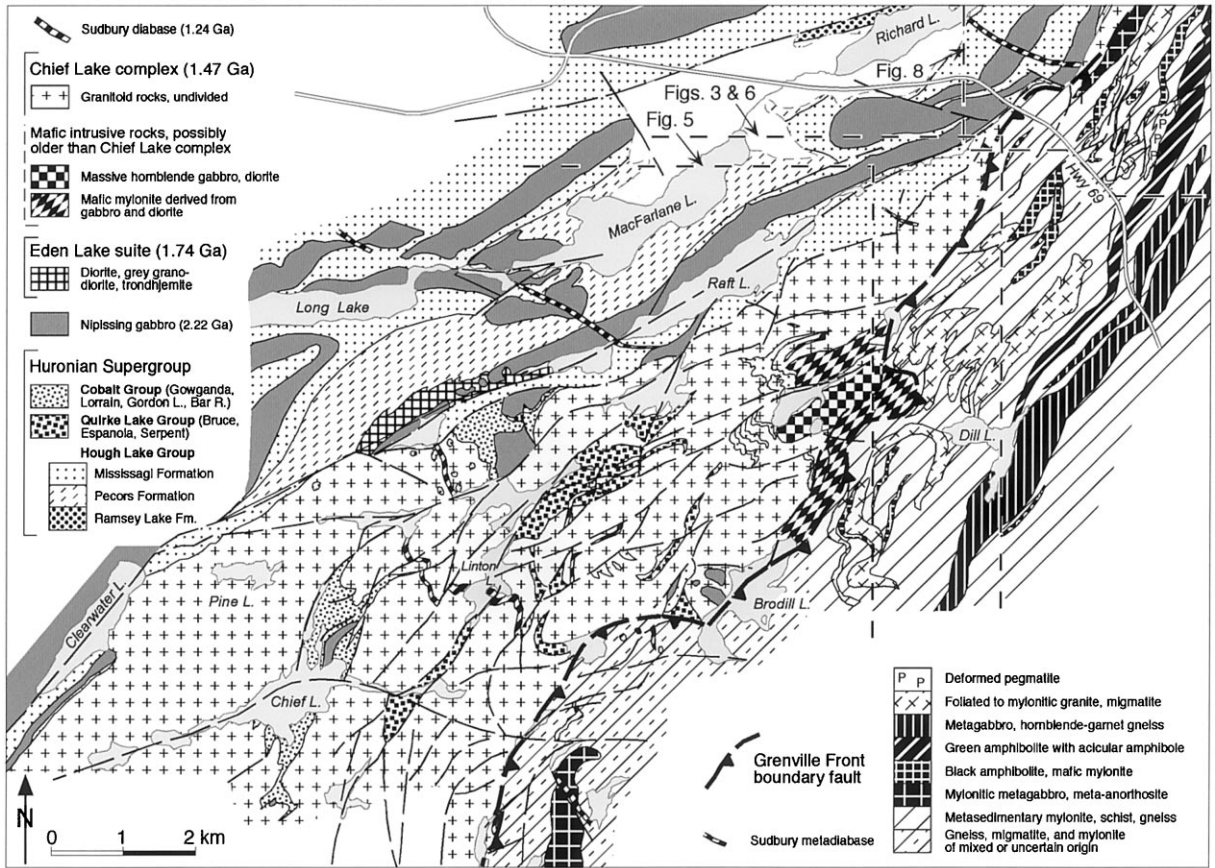 Sudbury diabase (1.24 Ga)
Chief Lake complex (1.47 Ga)
Granitoid rocks, undivided
Mafic intrusive rocks, possibly
older than Chief Lake complex
Massive hornblende gabbro, diorite
Mafic mylonite derived from
gabbro and diorite
Eden Lake suite (1.74 Ga)
Diorite, grey grano-
diorite, trondhjemite
Nipissing gabbro (2.22 Ga)
Huronian Supergroup
Cobalt Group (Gowganda,
Lorrain, Gordon L., Bar R.)
Quirke Lake Group (Bruce,
Espanola, Serpent)
Hough Lake Group
Mississagi Formation
Pecors Formation
Ramsey Lake Fm.
Richard L.
Fig. 8
Figs. 3 & 6
Fig. 5
Hwy 69
MacFarlane L.
Raft L.
Long Lake
Dill L.
Linton
Pine L.
Clearwater L.
Brodill L.
Chief L.
N
0 1 2 km
Grenville Front
boundary fault
Sudbury metadiabase
P
P
P
P P
Deformed pegmatite
Foliated to mylonitic granite, migmatite
Metagabbro, hornblende-garnet gneiss
Green amphibolite with acicular amphibole
Black amphibolite, mafic mylonite
Mylonitic metagabbro, meta-anorthosite
Metasedimentary mylonite, schist, gneiss
Gneiss, migmatite, and mylonite
of mixed or uncertain origin